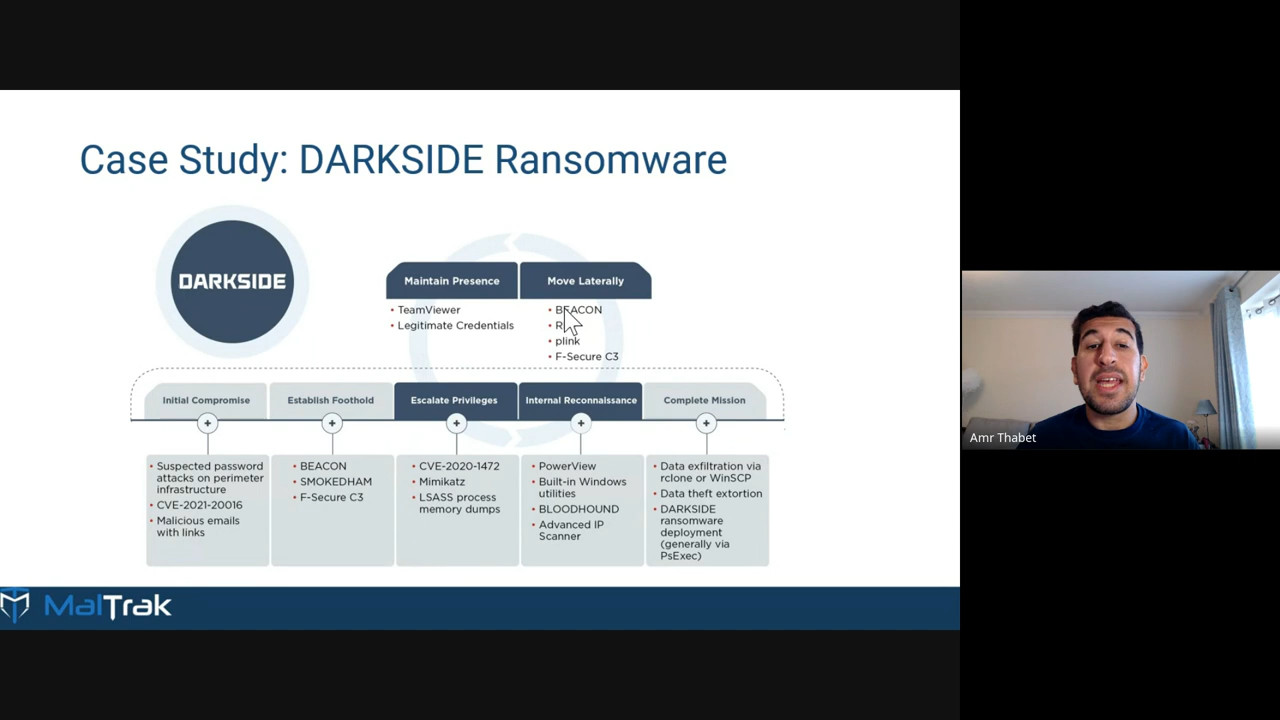 Case Study: DARKSIDE Ransomware
DARKSIDE
Maintain Presence
• TeamViewer
• Legitimate Credentials
Move Laterally
• BEACON
• plink
• F-Secure C3
Initial Compromise
• Suspected password
attacks on perimeter
infrastructure
• CVE-2021-20016
• Malicious emails
with links
Establish Foothold
• BEACON
• SMOKEDHAM
• F-Secure C3
Escalate Privileges
• CVE-2020-1472
• Mimikatz
• LSASS process
memory dumps
Internal Reconnaissance
• PowerView
• Built-in Windows
utilities
• BLOODHOUND
• Advanced IP
Scanner
Complete Mission
• Data exfiltration via
rclone or WinSCP
• Data theft extortion
• DARKSIDE
ransomware
deployment
(generally via
PsExec)
MalTrak
Amr Thabet